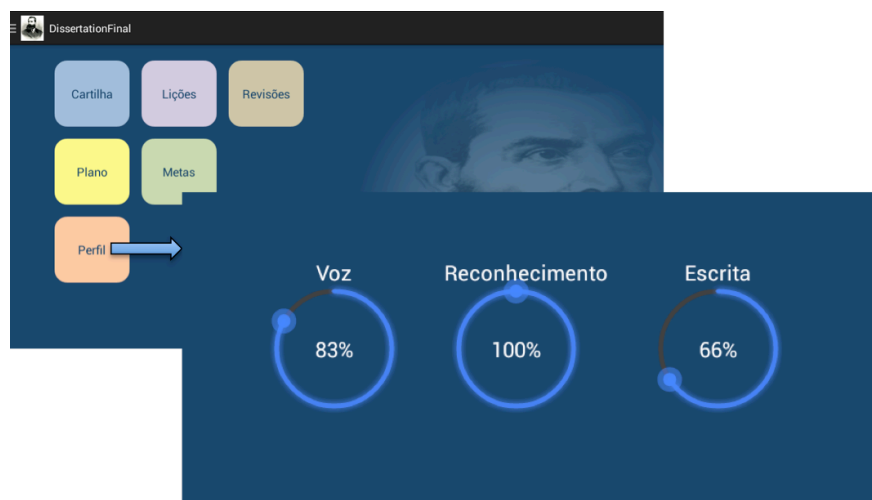 DissertationFinal
Cartilha
Lições
Revisões
Plano
Metas
Perfil
Voz
Reconhecimento
Escrita
83%
100%
66%